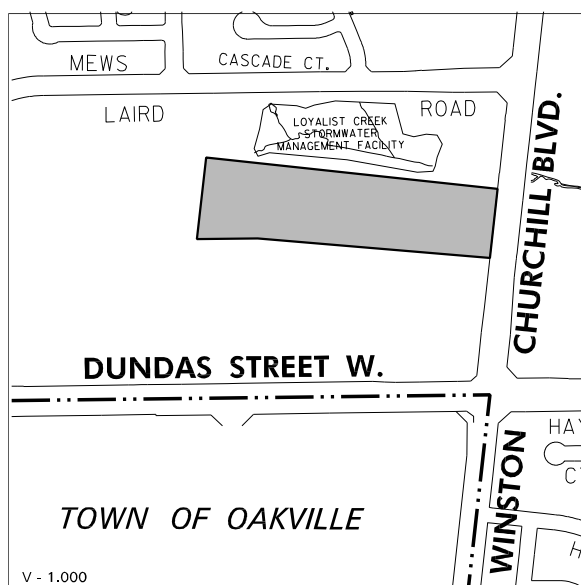 MEWS
CASCADE CT.
LAIRD ROAD
LOYALIST CREEK
STORMWATER
MANAGEMENT FACILITY
WINSTON CHURCHILL BLVD.
DUNDAS STREET W.
HAY
C
TOWN OF OAKVILLE
H
V - 1.000